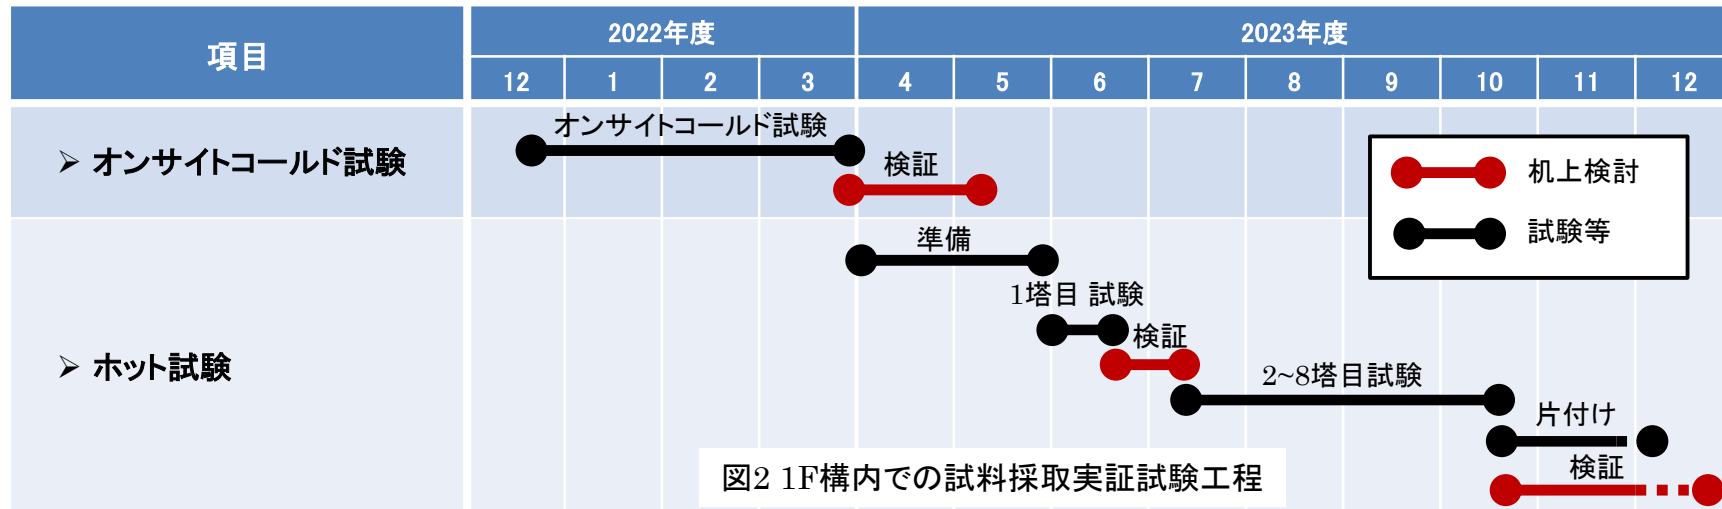 項目
2022年度
2023年度
12 1 2 3 4 5 6 7 8 9 10 11 12
➢ オンサイトコールド試験
オンサイトコールド試験
検証
机上検討
試験等
➢ ホット試験
準備
1塔目 試験
検証
2~8塔目試験
片付け
検証
図2 1F構内での試料採取実証試験工程